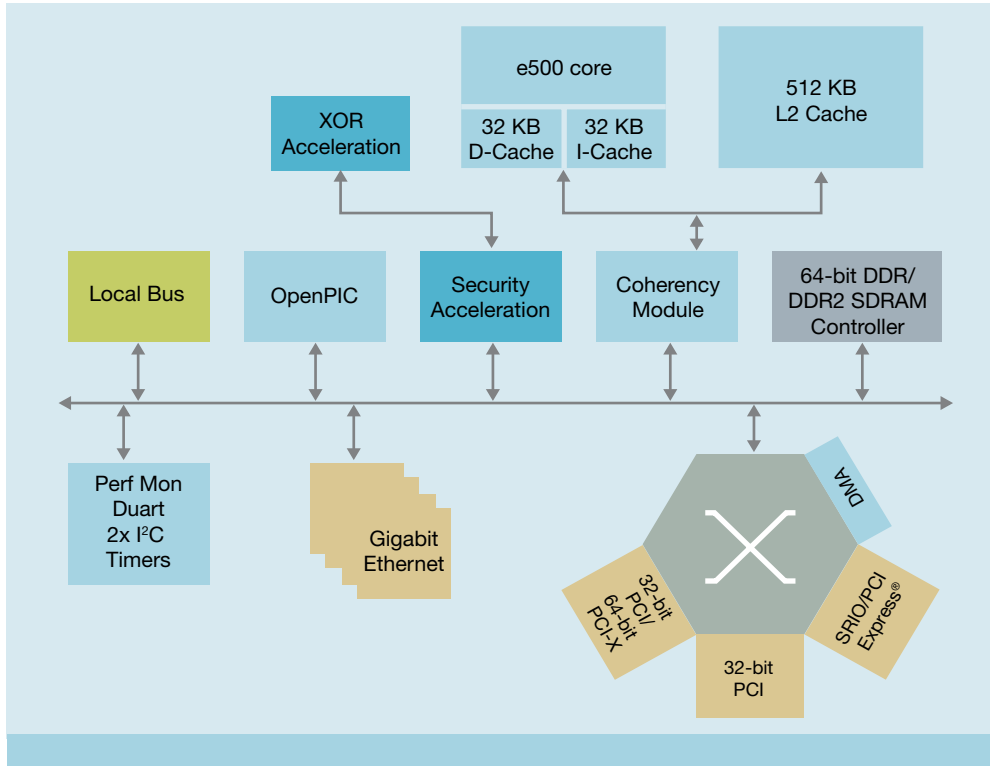 e500 core
512 KB
L2 Cache
XOR
Acceleration
32 KB
D-Cache
32 KB
I-Cache
Local Bus
OpenPIC
Security
Acceleration
Coherency
Module
64-bit DDR/
DDR2 SDRAM
Controller
Perf Mon
Duart
2x I²C
Timers
Gigabit
Ethernet
DMA
32-bit
PCI/
64-bit
PCI-X
SRIO/PCI
Express®
32-bit
PCI